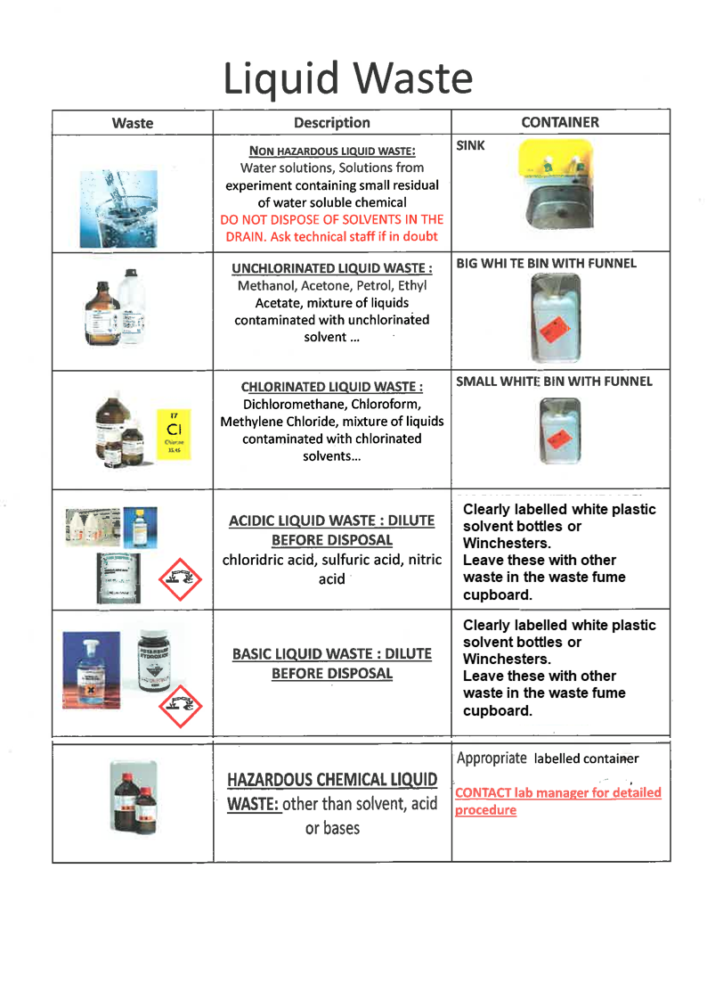 Liquid Waste
Waste
Description
CONTAINER
NON HAZARDOUS LIQUID WASTE:
Water solutions, Solutions from
experiment containing small residual
of water soluble chemical
DO NOT DISPOSE OF SOLVENTS IN THE
DRAIN. Ask technical staff if in doubt
SINK
UNCHLORINATED LIQUID WASTE :
Methanol, Acetone, Petrol, Ethyl
Acetate, mixture of liquids
contaminated with unchlorinated
solvent ...
BIG WHI TE BIN WITH FUNNEL
17
Cl
Chlorine
35.45
CHLORINATED LIQUID WASTE :
Dichloromethane, Chloroform,
Methylene Chloride, mixture of liquids
contaminated with chlorinated
solvents...
SMALL WHITE BIN WITH FUNNEL
ACIDIC LIQUID WASTE : DILUTE
BEFORE DISPOSAL
chloridric acid, sulfuric acid, nitric
acid
Clearly labelled white plastic
solvent bottles or
Winchesters.
Leave these with other
waste in the waste fume
cupboard.
POTASSIUM
HYDROXIDE
BASIC LIQUID WASTE : DILUTE
BEFORE DISPOSAL
Clearly labelled white plastic
solvent bottles or
Winchesters.
Leave these with other
waste in the waste fume
cupboard.
HAZARDOUS CHEMICAL LIQUID
WASTE: other than solvent, acid
or bases
Appropriate labelled container
CONTACT lab manager for detailed
procedure